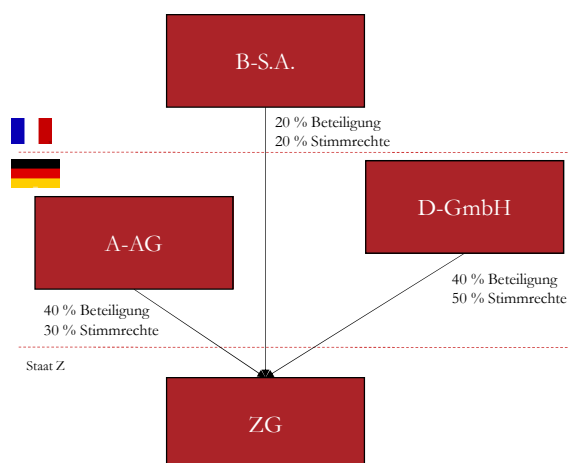 B-S.A.
20 % Beteiligung
20 % Stimmrechte
D-GmbH
A-AG
40 % Beteiligung
50 % Stimmrechte
40 % Beteiligung
30 % Stimmrechte
Staat Z
ZG